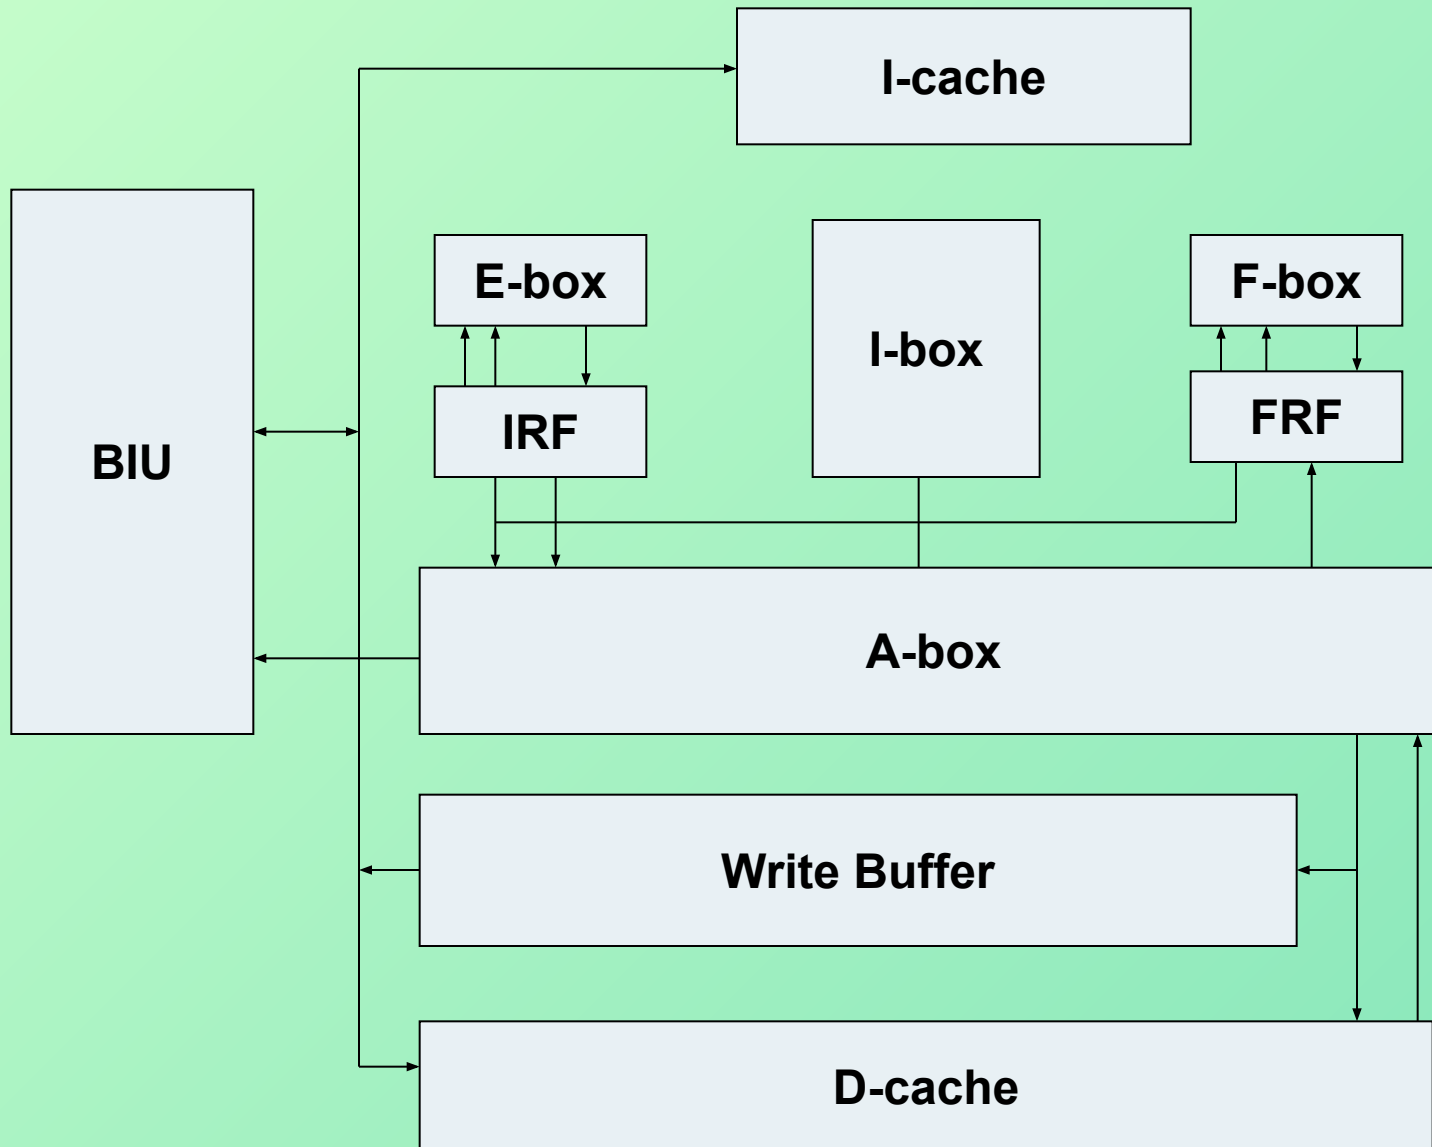 I-cache
E-box
I-box
F-box
IRF
FRF
BIU
A-box
Write Buffer
D-cache